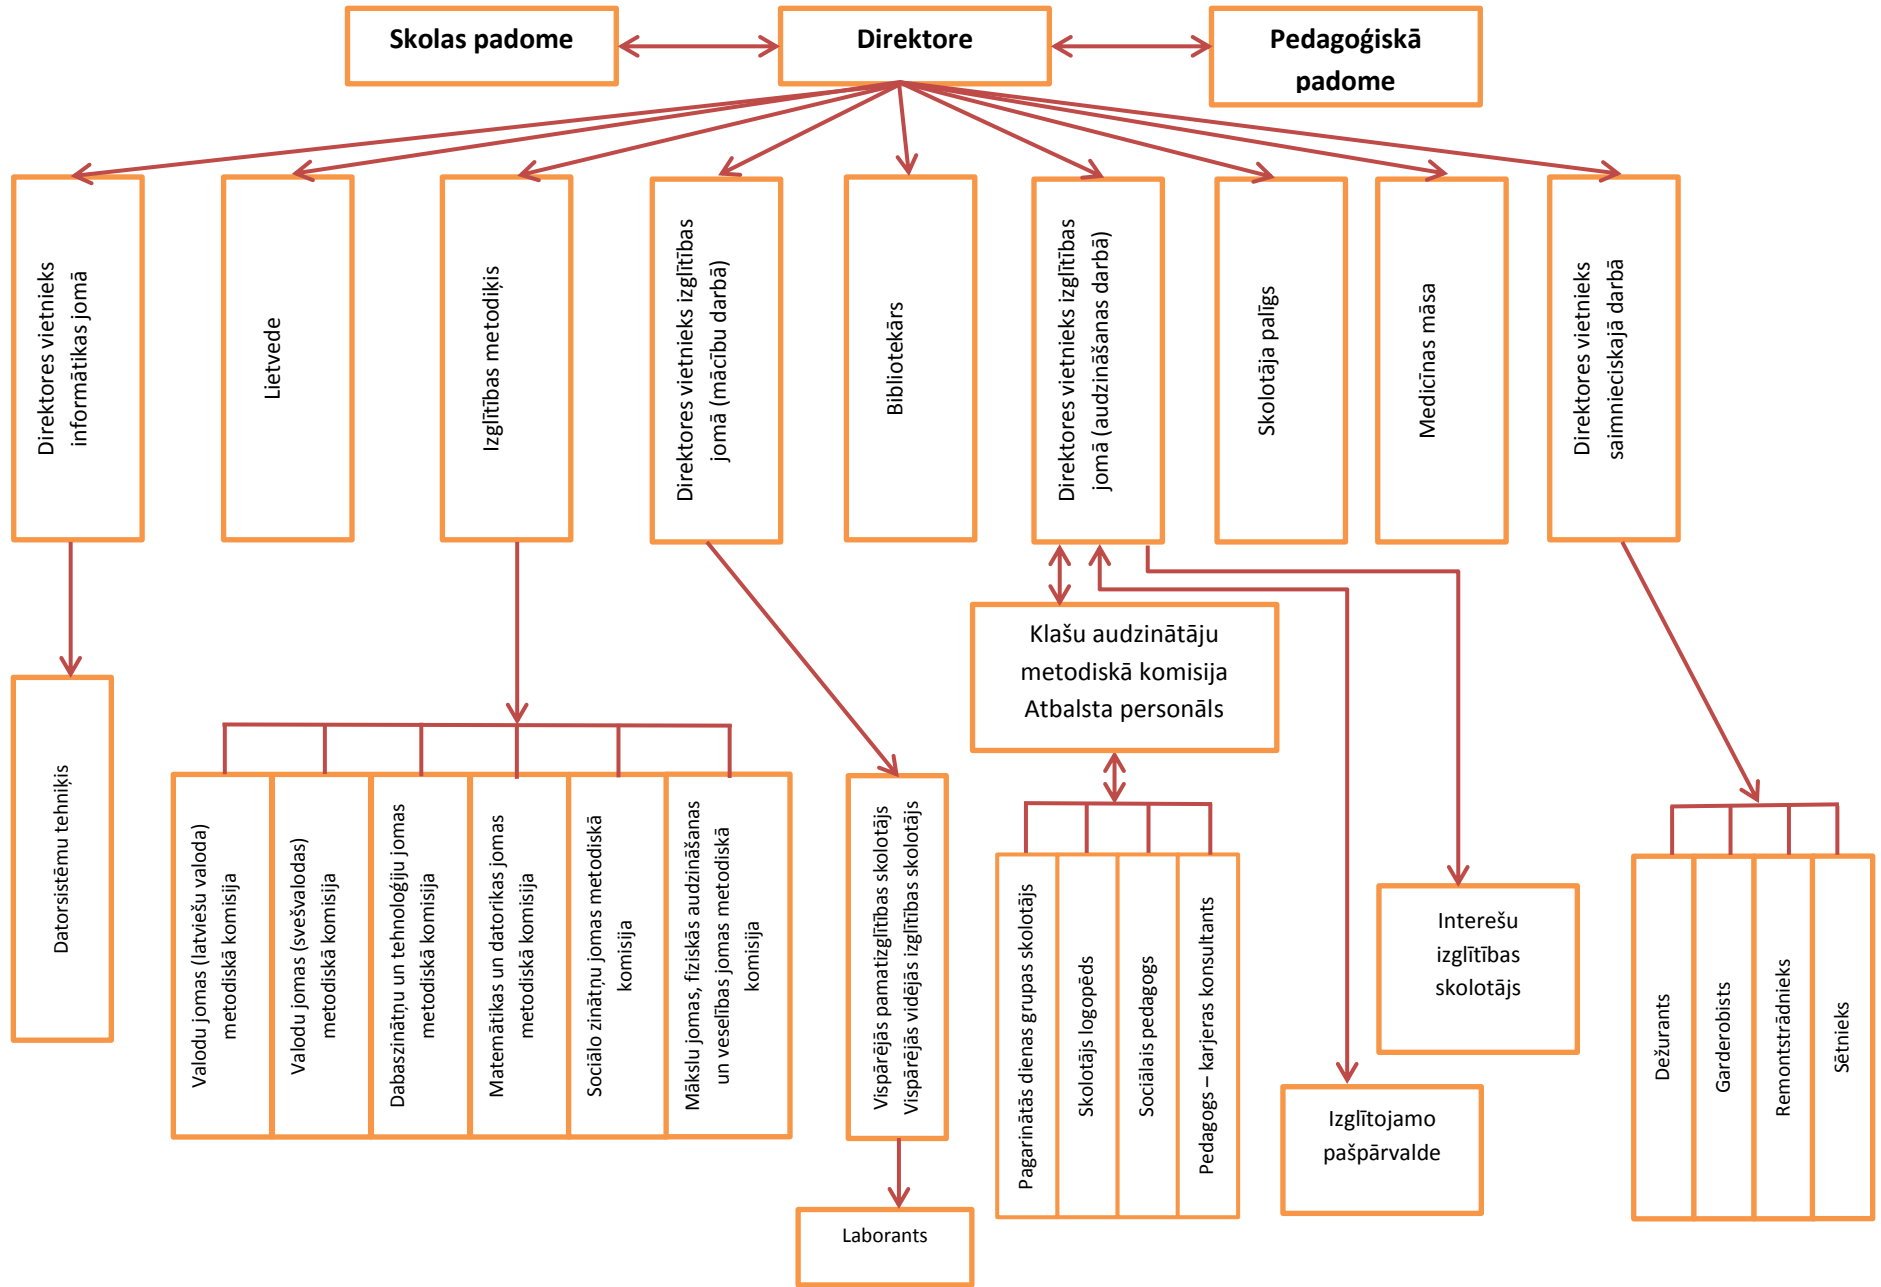 Skolas padome
Direktore
Pedagoģiskā
padome
Direktores vietnieks
informātikas jomā
Lietvede
Izglītības metodiķis
Direktores vietnieks izglītības
jomā (mācību darbā)
Bibliotekārs
Direktores vietnieks izglītības
jomā (audzināšanas darbā)
Skolotāja palīgs
Medicīnas māsa
Direktores vietnieks
saimnieciskajā darbā
Klašu audzinātāju
metodiskā komisija
Atbalsta personāls
Datorsistēmu tehniķis
Valodu jomas (latviešu valoda)
metodiskā komisija
Valodu jomas (svešvalodas)
metodiskā komisija
Dabaszinātņu un tehnoloģiju jomas
metodiskā komisija
Matemātikas un datorikas jomas
metodiskā komisija
Sociālo zinātņu jomas metodiskā
komisija
Mākslu jomas, fiziskās audzināšanas
un veselības jomas metodiskā
komisija
Vispārējās pamatizglītības skolotājs
Vispārējās vidējās izglītības skolotājs
Pagarinātās dienas grupas skolotājs
Skolotājs logopēds
Sociālais pedagogs
Pedagogs – karjeras konsultants
Interešu
izglītības
skolotājs
Dežurants
Garderobists
Remontstrādnieks
Sētnieks
Izglītojamo
pašpārvalde
Laborants